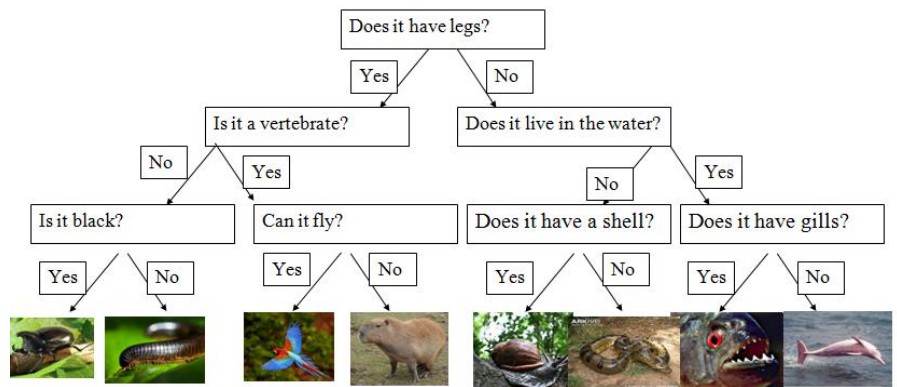 Does it have legs?
Yes
No
Is it a vertebrate?
Does it live in the water?
No
Yes
No
Yes
Is it black?
Can it fly?
Does it have a shell?
Does it have gills?
Yes
No
Yes
No
Yes
No
Yes
No
ARKIVE